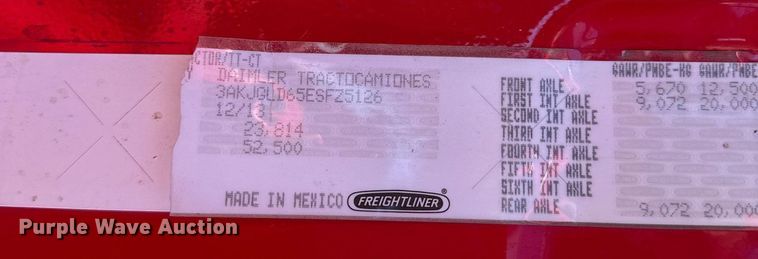 CTOR/TT-CT
DAIMLER TRACTOCAMIONES
3AKJGLD65ESFZ5126
12/13
23,814
52,500
MADE IN MEXICO FREIGHTLINER®
GAWR/PNBE-KG GAWR/PNBE
FRONT AXLE 5,670 12,500
FIRST INT AXLE 9,072 20,000
SECOND INT AXLE
THIRD INT AXLE
FOURTH INT AXLE
FIFTH INT AXLE
SIXTH INT AXLE
REAR AXLE 9,072 20,000
Purple Wave Auction